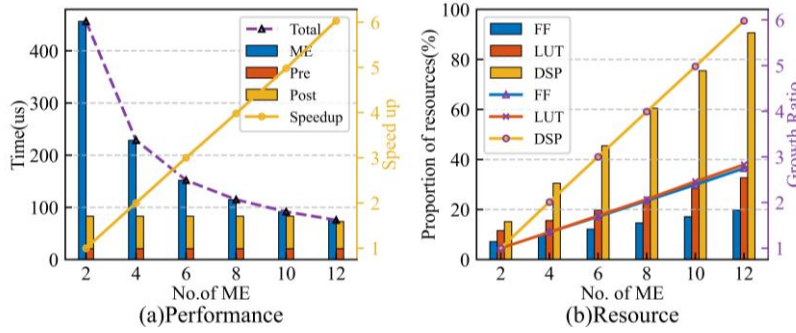 Time(us)
400
300
200
100
0
2 4 6 8 10 12
No.of ME
Total
ME
Pre
Post
Speedup
6
5
4
3
2
1
Speed up
(a)Performance
Proportion of resources(%)
100
80
60
40
20
0
2 4 6 8 10 12
No. of ME
FF
LUT
DSP
FF
LUT
DSP
6
5
4
3
2
1
Growth Ratio
(b)Resource